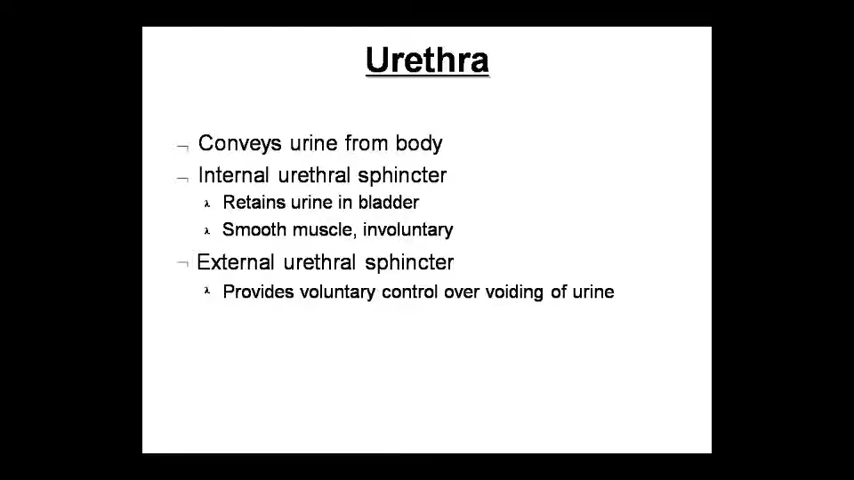 Urethra
¬ Conveys urine from body
¬ Internal urethral sphincter
λ Retains urine in bladder
λ Smooth muscle, involuntary
¬ External urethral sphincter
λ Provides voluntary control over voiding of urine